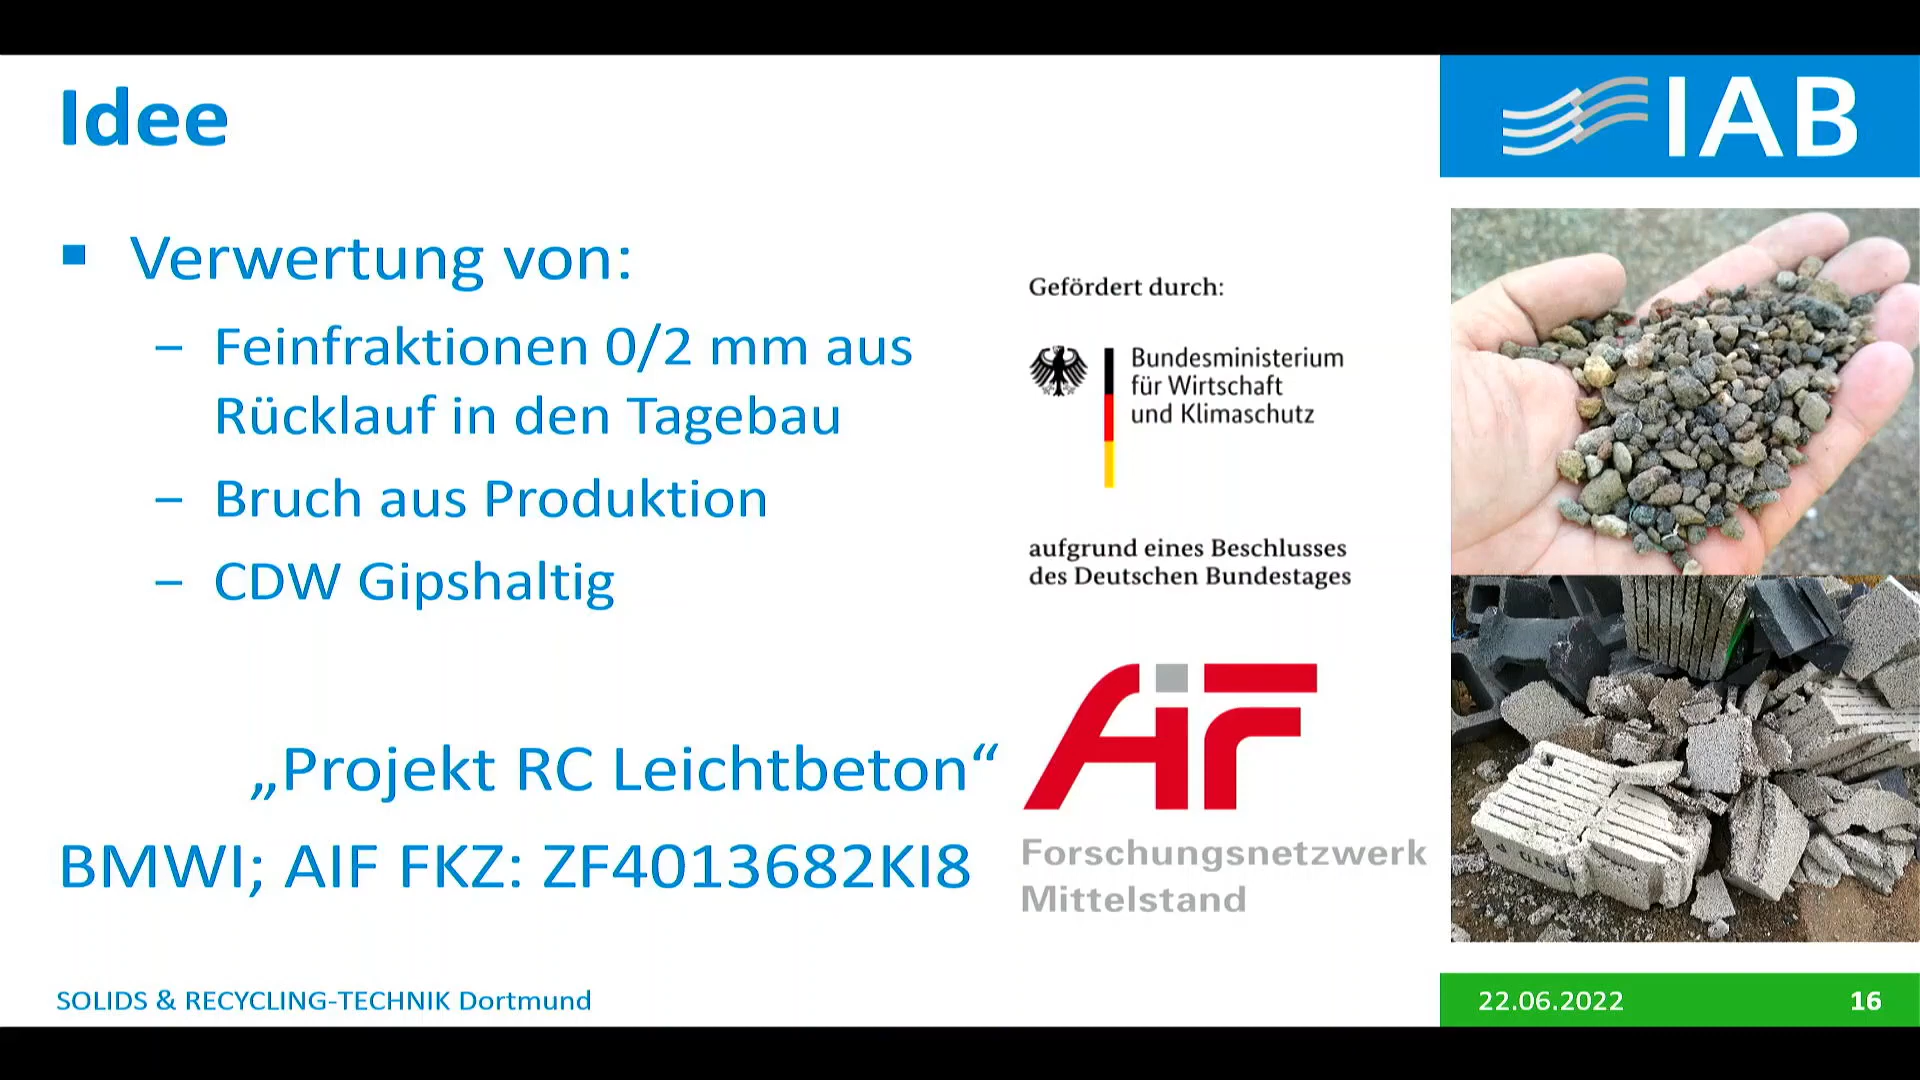 Idee
IAB
▪ Verwertung von:
– Feinfraktionen 0/2 mm aus
Rücklauf in den Tagebau
– Bruch aus Produktion
– CDW Gipshaltig
„Projekt RC Leichtbeton“
BMWI; AIF FKZ: ZF4013682KI8
Gefördert durch:
Bundesministerium
für Wirtschaft
und Klimaschutz
aufgrund eines Beschlusses
des Deutschen Bundestages
AiF
Forschungsnetzwerk
Mittelstand
SOLIDS & RECYCLING-TECHNIK Dortmund
22.06.2022
16